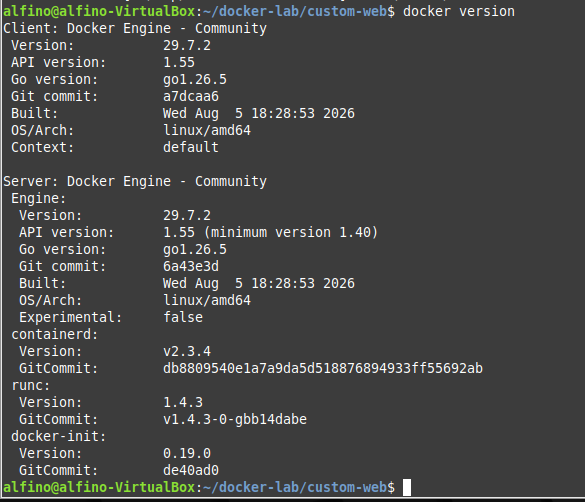 alfino@alfino-VirtualBox:~/docker-lab/custom-web$ docker version
Client: Docker Engine - Community
 Version:           29.7.2
 API version:       1.55
 Go version:        go1.26.5
 Git commit:        a7dcaa6
 Built:             Wed Aug  5 18:28:53 2026
 OS/Arch:           linux/amd64
 Context:           default

Server: Docker Engine - Community
 Engine:
  Version:          29.7.2
  API version:      1.55 (minimum version 1.40)
  Go version:       go1.26.5
  Git commit:       6a43e3d
  Built:            Wed Aug  5 18:28:53 2026
  OS/Arch:          linux/amd64
  Experimental:     false
 containerd:
  Version:          v2.3.4
  GitCommit:        db8809540e1a7a9da5d518876894933ff55692ab
 runc:
  Version:          1.4.3
  GitCommit:        v1.4.3-0-gbb14dabe
 docker-init:
  Version:          0.19.0
  GitCommit:        de40ad0
alfino@alfino-VirtualBox:~/docker-lab/custom-web$